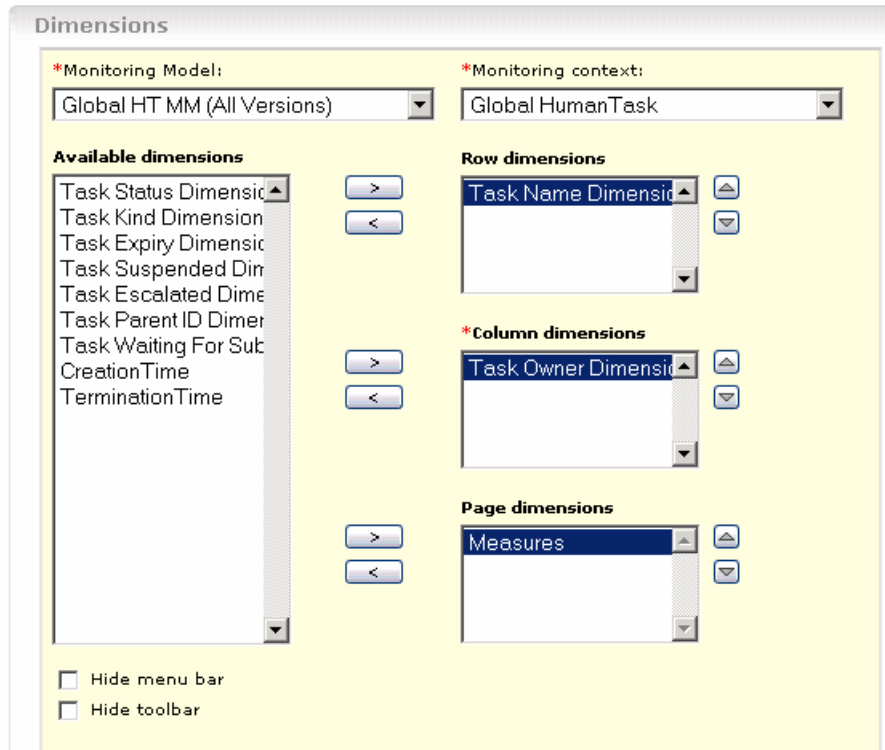 Dimensions
*Monitoring Model:
*Monitoring context:
Global HT MM (All Versions)
Global HumanTask
Available dimensions
Task Status Dimensic
Task Kind Dimension
Task Expiry Dimensic
Task Suspended Dim
Task Escalated Dime
Task Parent ID Dimer
Task Waiting For Sub
CreationTime
TerminationTime
>
<
Row dimensions
Task Name Dimensic
>
<
*Column dimensions
Task Owner Dimensic
>
<
Page dimensions
Measures
Hide menu bar
Hide toolbar